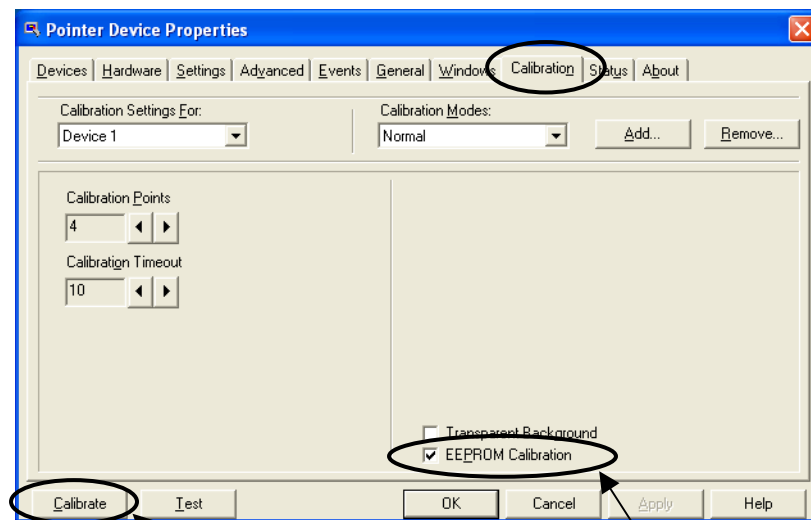 Pointer Device Properties
Devices Hardware Settings Advanced Events General Windows Calibration Status About
Calibration Settings For: Calibration Modes:
Device 1 Normal Add... Remove...
Calibration Points
4
Calibration Timeout
10
Transparent Background
EEPROM Calibration
Calibrate Test OK Cancel Apply Help